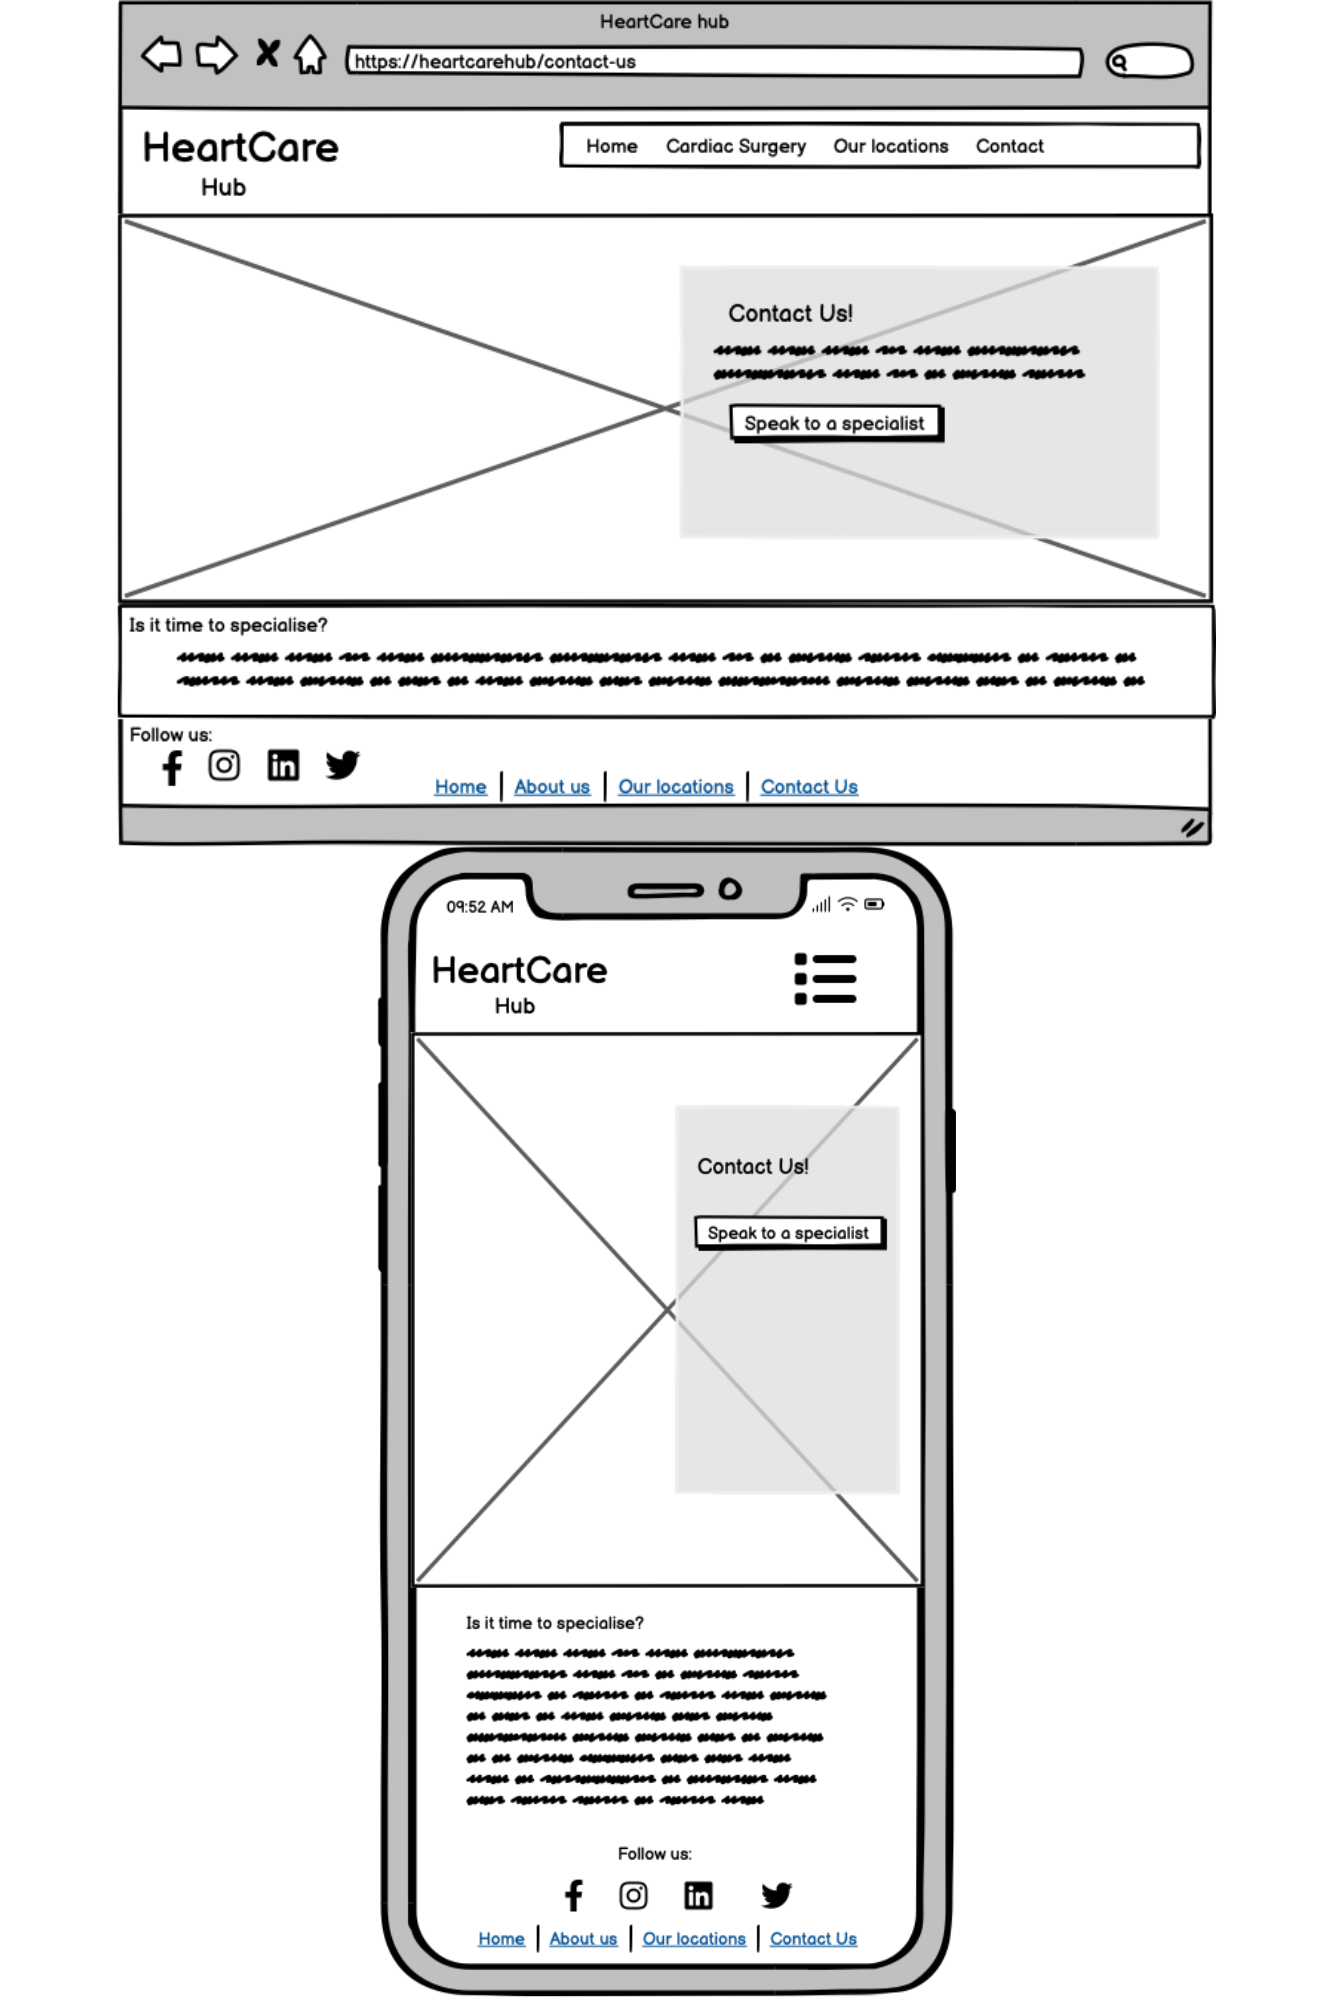 HeartCare hub
https://heartcarehub/contact-us
HeartCare
Hub
Home Cardiac Surgery Our locations Contact
Contact Us!
Speak to a specialist
Is it time to specialise?
Follow us:
Home About us Our locations Contact Us
09:52 AM
HeartCare
Hub
Contact Us!
Speak to a specialist
Is it time to specialise?
Follow us:
Home About us Our locations Contact Us